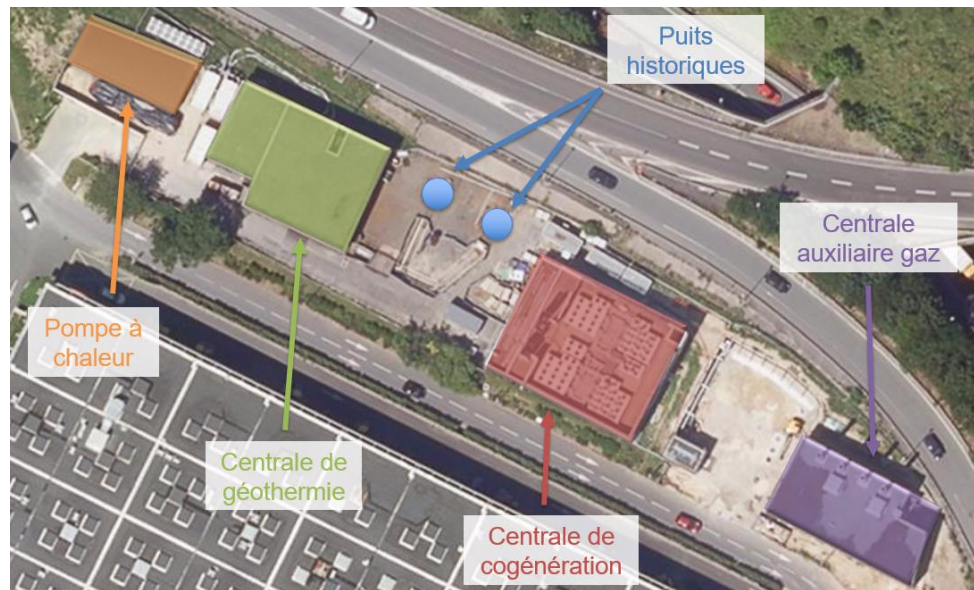 Puits
historiques
Centrale
auxiliaire gaz
Pompe à
chaleur
Centrale de
géothermie
Centrale de
cogénération